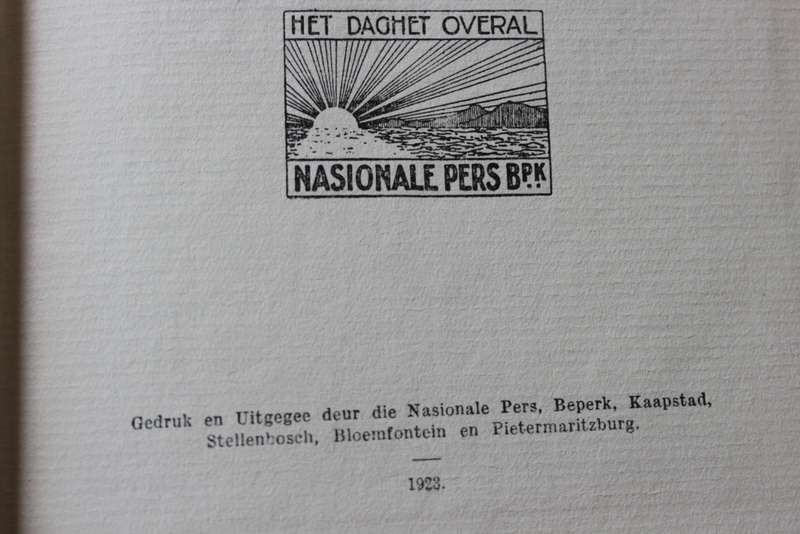 HET DAGHET OVERAL
NASIONALE PERS BPK
Gedruk en Uitgegee deur die Nasionale Pers, Beperk, Kaapstad,
Stellenbosch, Bloemfontein en Pietermaritzburg.
1923.